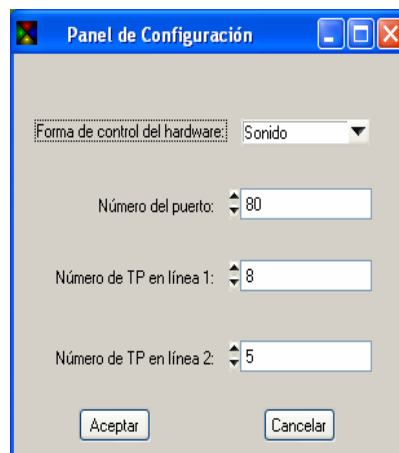 Panel de Configuración
Forma de control del hardware: Sonido
Número del puerto: 80
Número de TP en línea 1: 8
Número de TP en línea 2: 5
Aceptar Cancelar